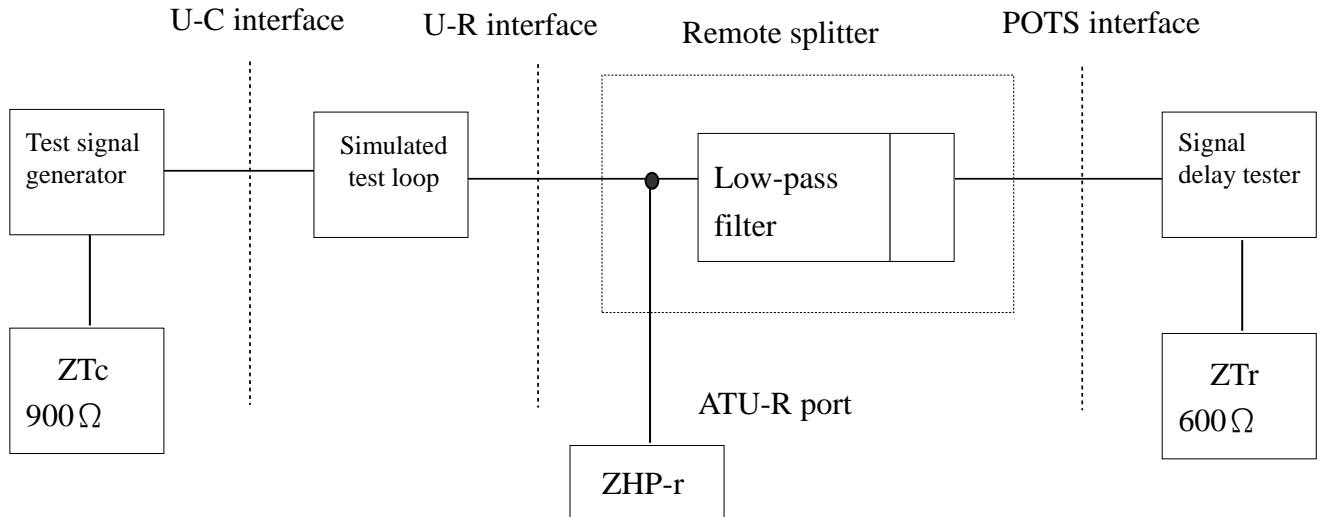 U-C interface
U-R interface
Remote splitter
POTS interface
Test signal
generator
Simulated
test loop
Low-pass
filter
Signal
delay tester
ZTc
900Ω
ATU-R port
ZHP-r
ZTr
600Ω